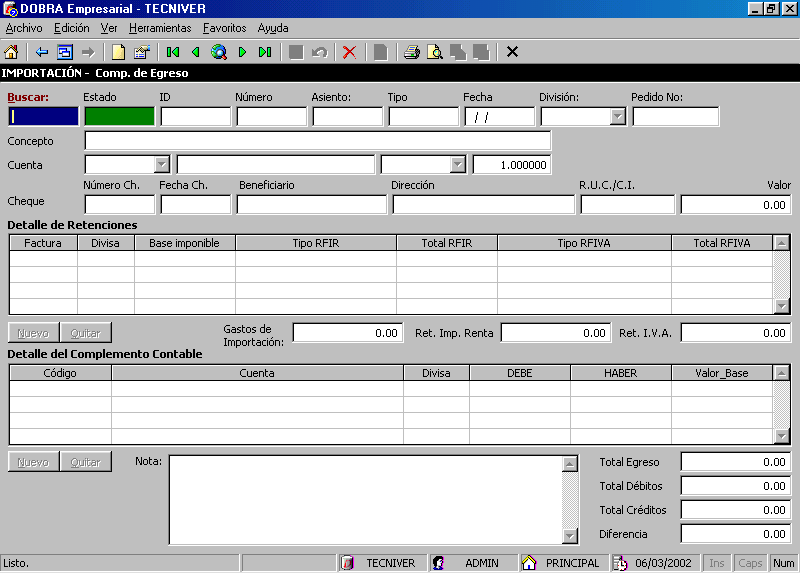 DOBRA Empresarial - TECNIVER
Archivo Edición Ver Herramientas Favoritos Ayuda
IMPORTACIÓN - Comp. de Egreso
Buscar: Estado ID Número Asiento: Tipo Fecha División: Pedido No:
/ /
Concepto
Cuenta 1.000000
Número Ch. Fecha Ch. Beneficiario Dirección R.U.C./C.I. Valor
Cheque 0.00
Detalle de Retenciones
Factura Divisa Base imponible Tipo RFIR Total RFIR Tipo RFIVA Total RFIVA
Nuevo Quitar Gastos de Importación: 0.00 Ret. Imp. Renta 0.00 Ret. I.V.A. 0.00
Detalle del Complemento Contable
Código Cuenta Divisa DEBE HABER Valor_Base
Nuevo Quitar Nota: Total Egreso 0.00
Total Débitos 0.00
Total Créditos 0.00
Diferencia 0.00
Listo. TECNIVER ADMIN PRINCIPAL 06/03/2002 Ins Caps Num